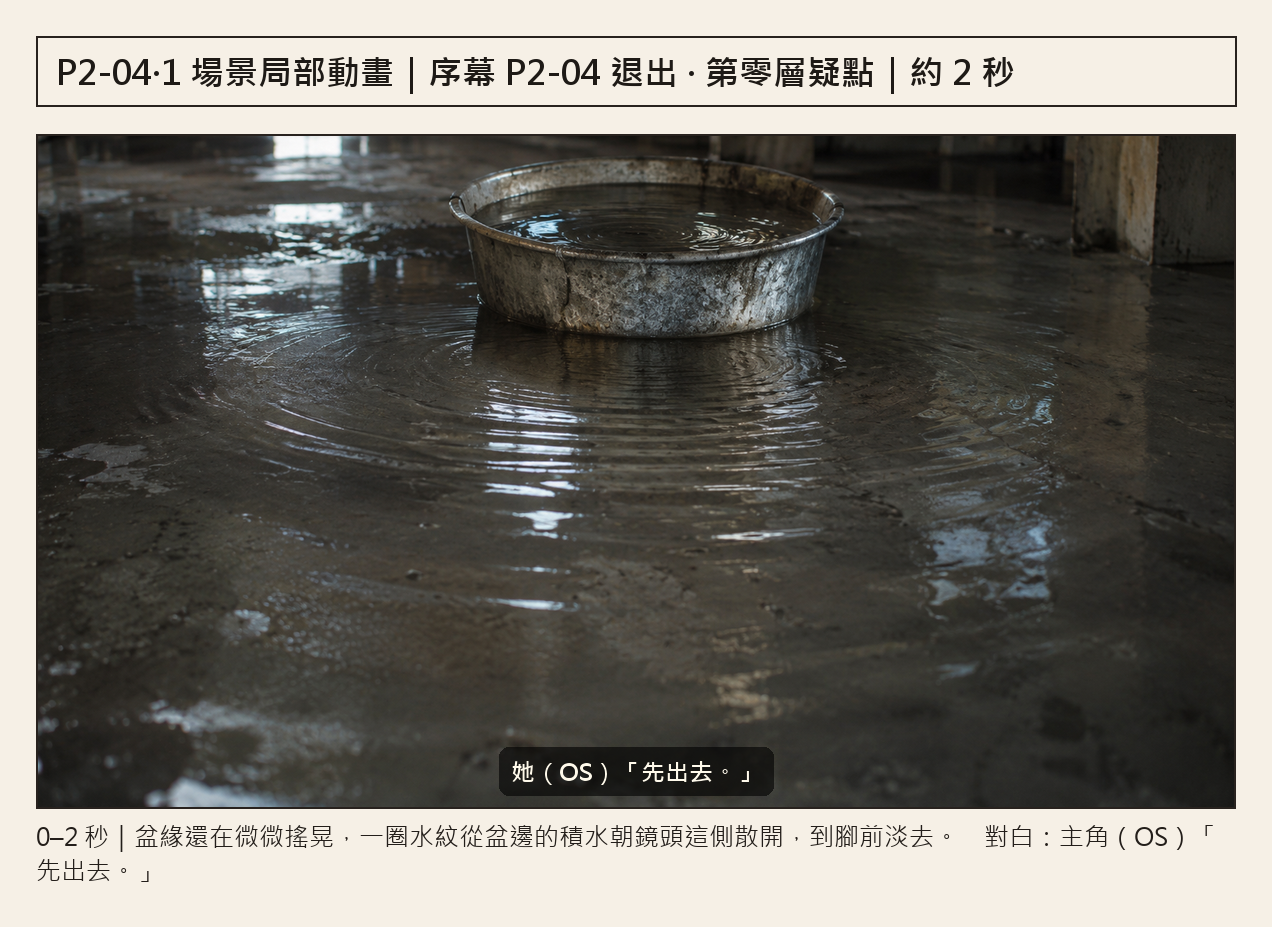 P2-04·1 場景局部動畫｜序幕 P2-04 退出 · 第零層疑點｜約 2 秒
她（OS）「先出去。」
0–2 秒｜盆緣還在微微搖晃，一圈水紋從盆邊的積水朝鏡頭這側散開，到腳前淡去。　對白：主角（OS）「
先出去。」